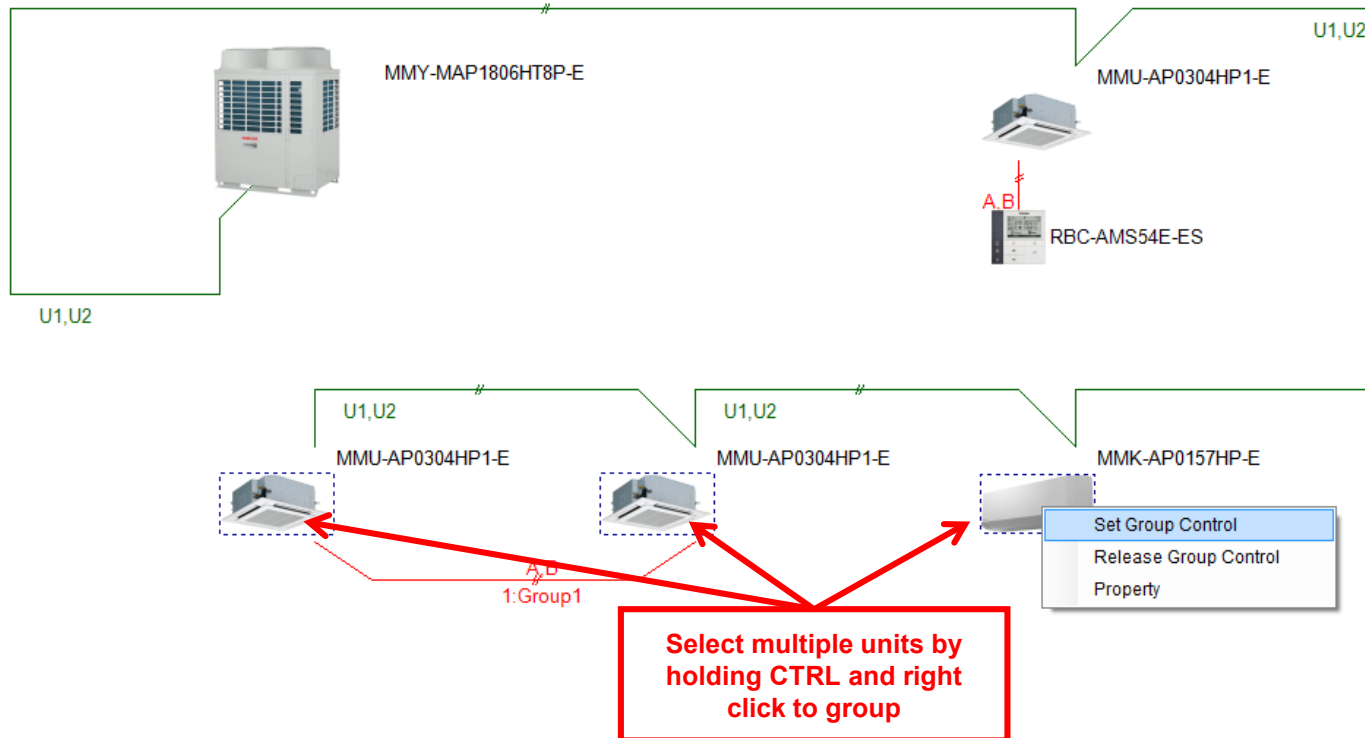 U1,U2
MMY-MAP1806HT8P-E
MMU-AP0304HP1-E
A,B
RBC-AMS54E-ES
U1,U2
U1,U2
U1,U2
MMU-AP0304HP1-E
MMU-AP0304HP1-E
MMK-AP0157HP-E
Set Group Control
Release Group Control
Property
A,B
1:Group1
Select multiple units by
holding CTRL and right
click to group